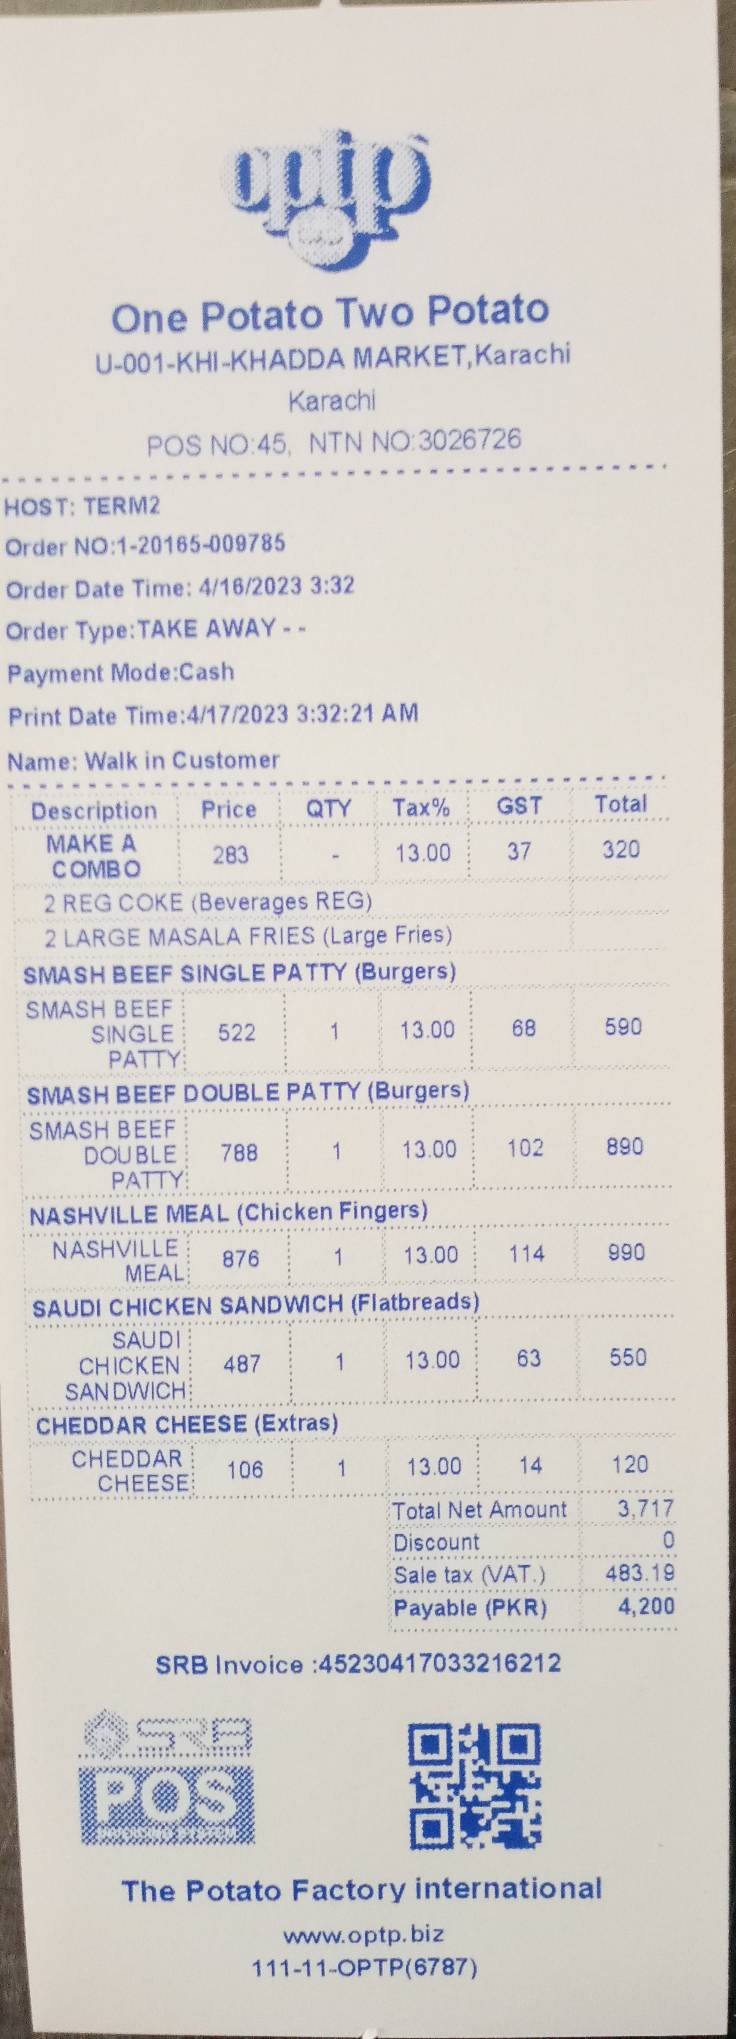 optp
One Potato Two Potato
U-001-KHI-KHADDA MARKET,Karachi
Karachi
POS NO:45, NTN NO:3026726
HOST: TERM2
Order NO:1-20165-009785
Order Date Time: 4/16/2023 3:32
Order Type:TAKE AWAY - -
Payment Mode:Cash
Print Date Time:4/17/2023 3:32:21 AM
Name: Walk in Customer
Description Price QTY Tax% GST Total
MAKE A
COMBO 283 - 13.00 37 320
2 REG COKE (Beverages REG)
2 LARGE MASALA FRIES (Large Fries)
SMASH BEEF SINGLE PATTY (Burgers)
SMASH BEEF
SINGLE 522 1 13.00 68 590
PATTY
SMASH BEEF DOUBLE PATTY (Burgers)
SMASH BEEF
DOUBLE 788 1 13.00 102 890
PATTY
NASHVILLE MEAL (Chicken Fingers)
NASHVILLE 876 1 13.00 114 990
MEAL
SAUDI CHICKEN SANDWICH (Flatbreads)
SAUDI
CHICKEN 487 1 13.00 63 550
SANDWICH
CHEDDAR CHEESE (Extras)
CHEDDAR 106 1 13.00 14 120
CHEESE
Total Net Amount 3,717
Discount 0
Sale tax (VAT.) 483.19
Payable (PKR) 4,200
SRB Invoice :45230417033216212
SRB
POS
The Potato Factory international
www.optp.biz
111-11-OPTP(6787)